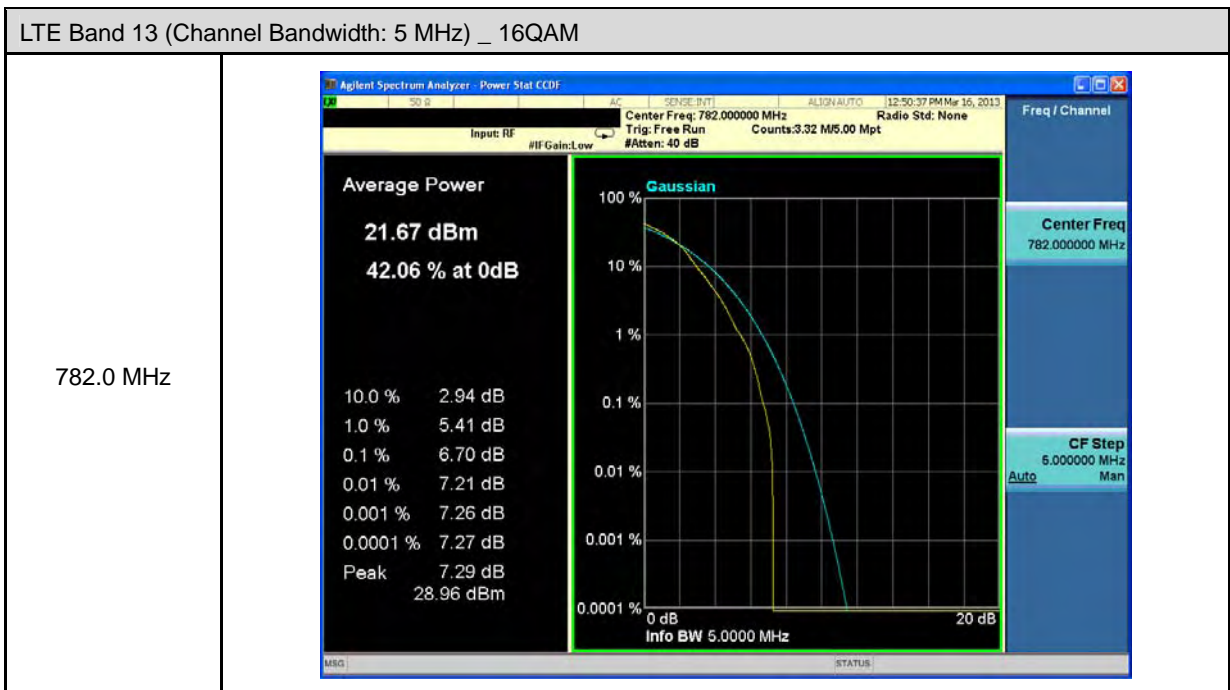 LTE Band 13 (Channel Bandwidth: 5 MHz) _ 16QAM
782.0 MHz
Agilent Spectrum Analyzer - Power Stat CCDF
50 Ω AC SENSE:INT ALIGN AUTO 12:50:37 PM Mar 16, 2013
Center Freq: 782.000000 MHz Radio Std: None
Input: RF Trig: Free Run Counts:3.32 M/5.00 Mpt
#IFGain:Low #Atten: 40 dB
Freq / Channel
Center Freq
782.000000 MHz
CF Step
5.000000 MHz
Auto Man
Average Power
21.67 dBm
42.06 % at 0dB
10.0 % 2.94 dB
1.0 % 5.41 dB
0.1 % 6.70 dB
0.01 % 7.21 dB
0.001 % 7.26 dB
0.0001 % 7.27 dB
Peak 7.29 dB
28.96 dBm
Gaussian
100 %
10 %
1 %
0.1 %
0.01 %
0.001 %
0.0001 %
0 dB 20 dB
Info BW 5.0000 MHz
MSG STATUS